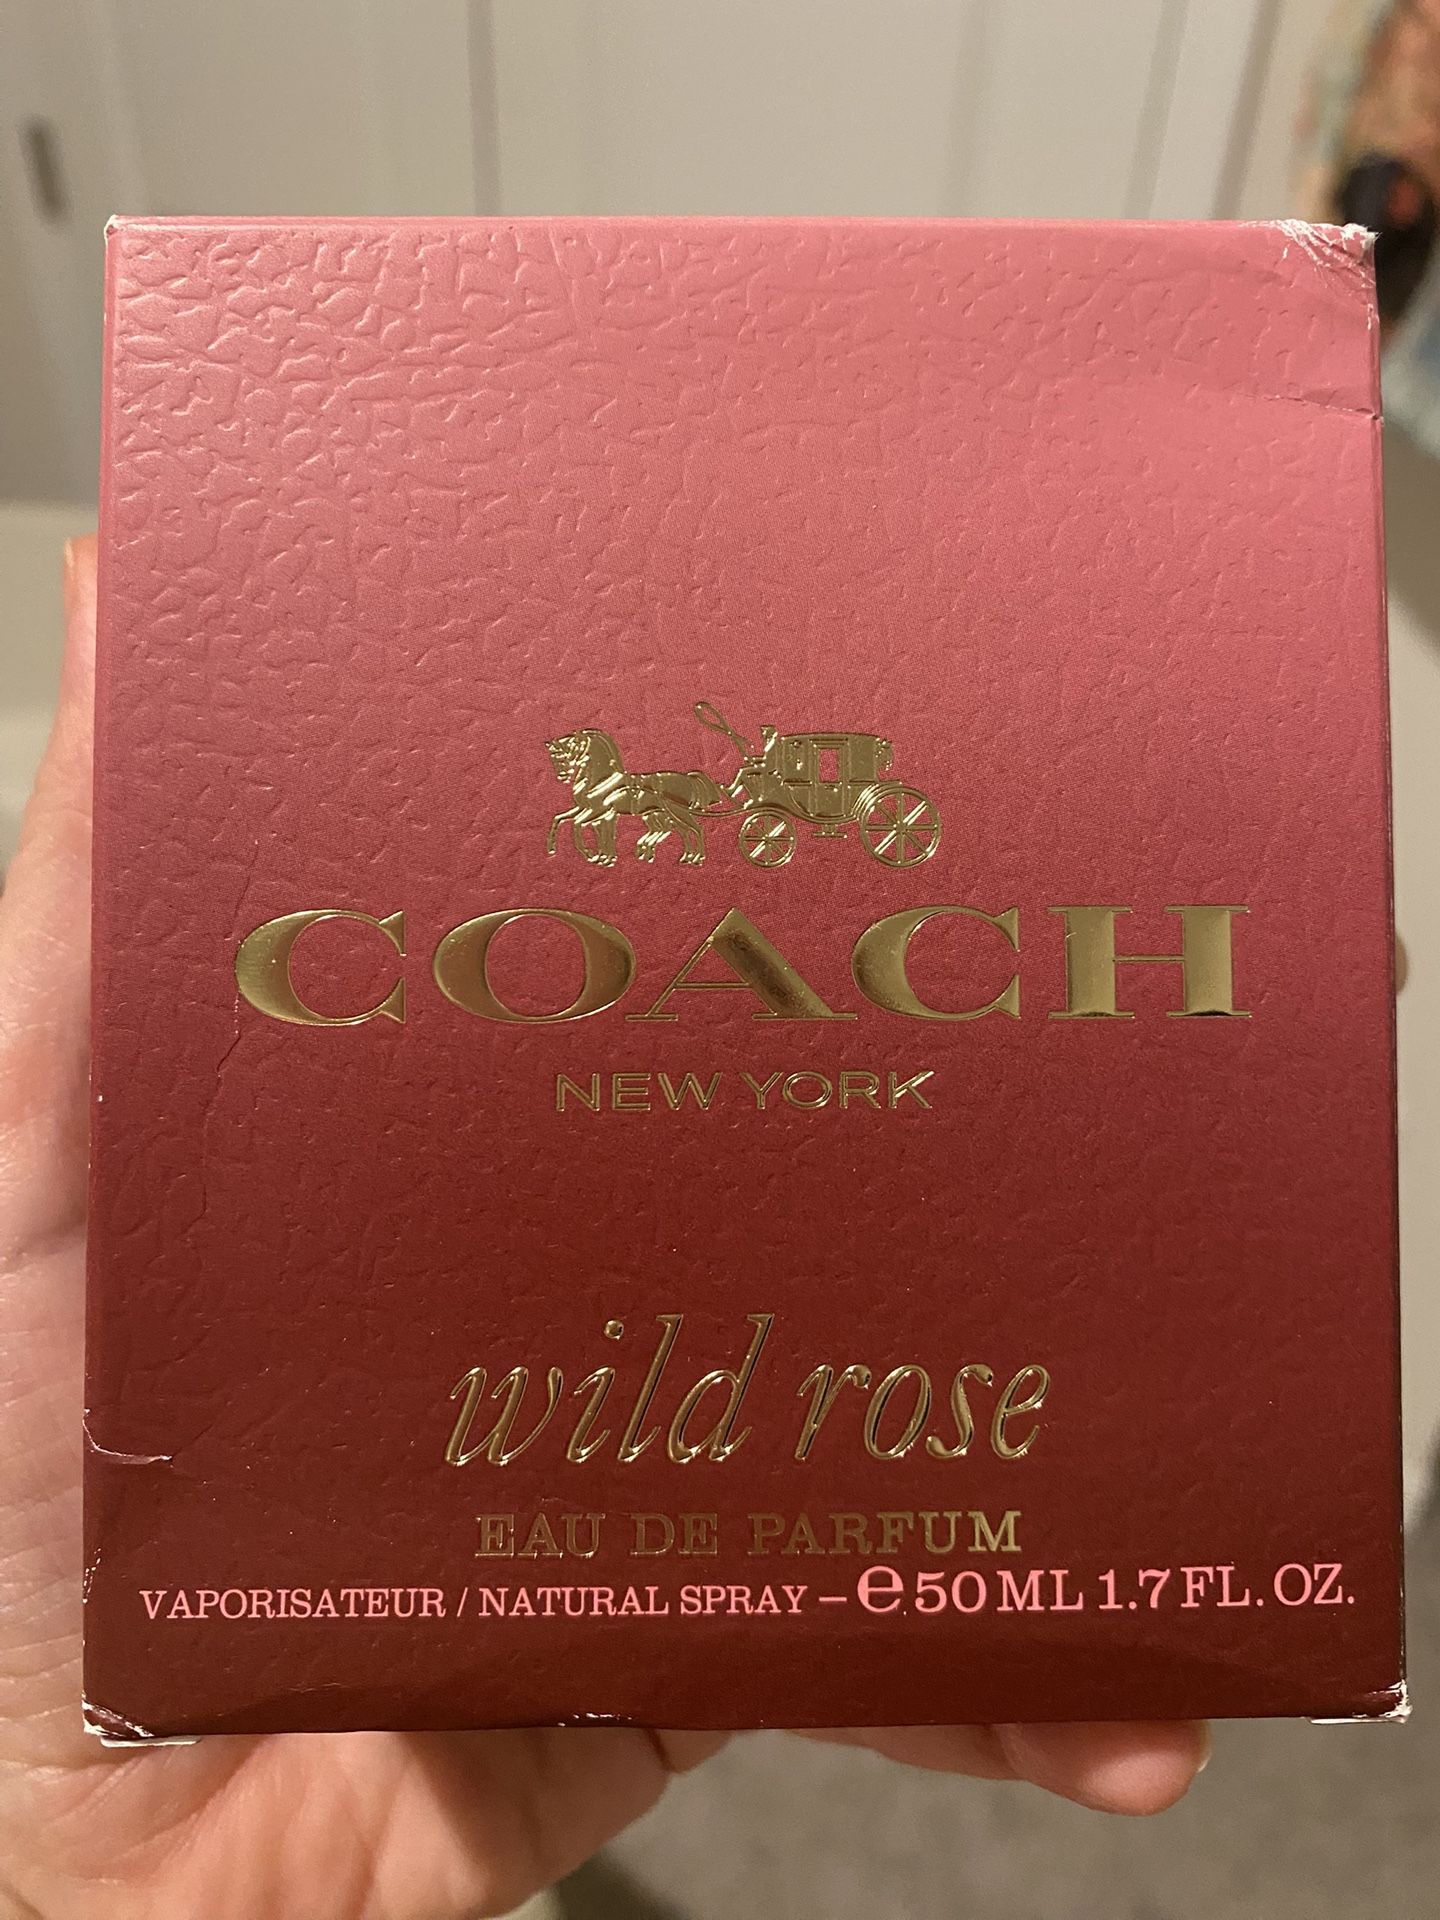 COACH
NEW YORK
wild rose
EAU DE PARFUM
VAPORISATEUR / NATURAL SPRAY – ℮ 50 ML 1.7 FL. OZ.